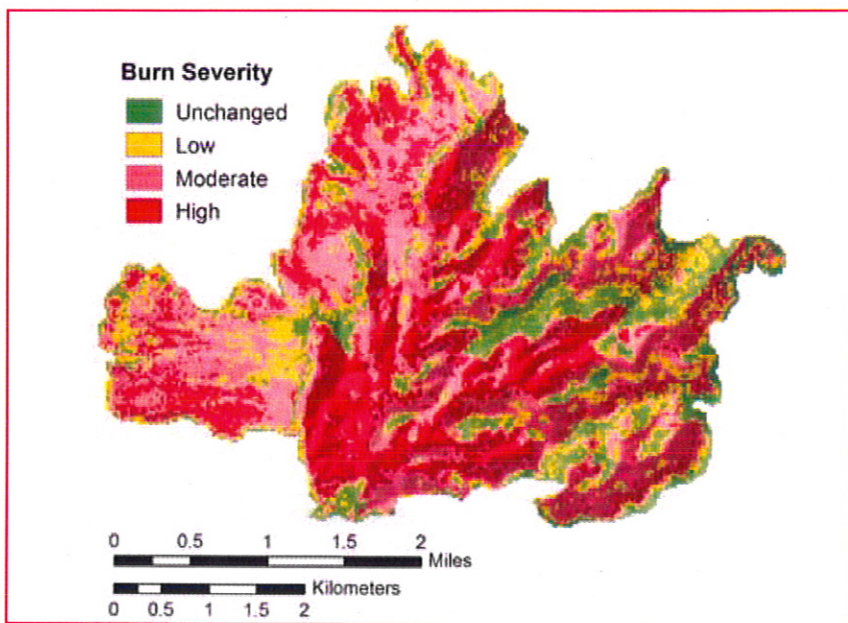 Burn Severity
Unchanged
Low
Moderate
High
0 0.5 1 1.5 2
Miles
Kilometers
0 0.5 1 1.5 2